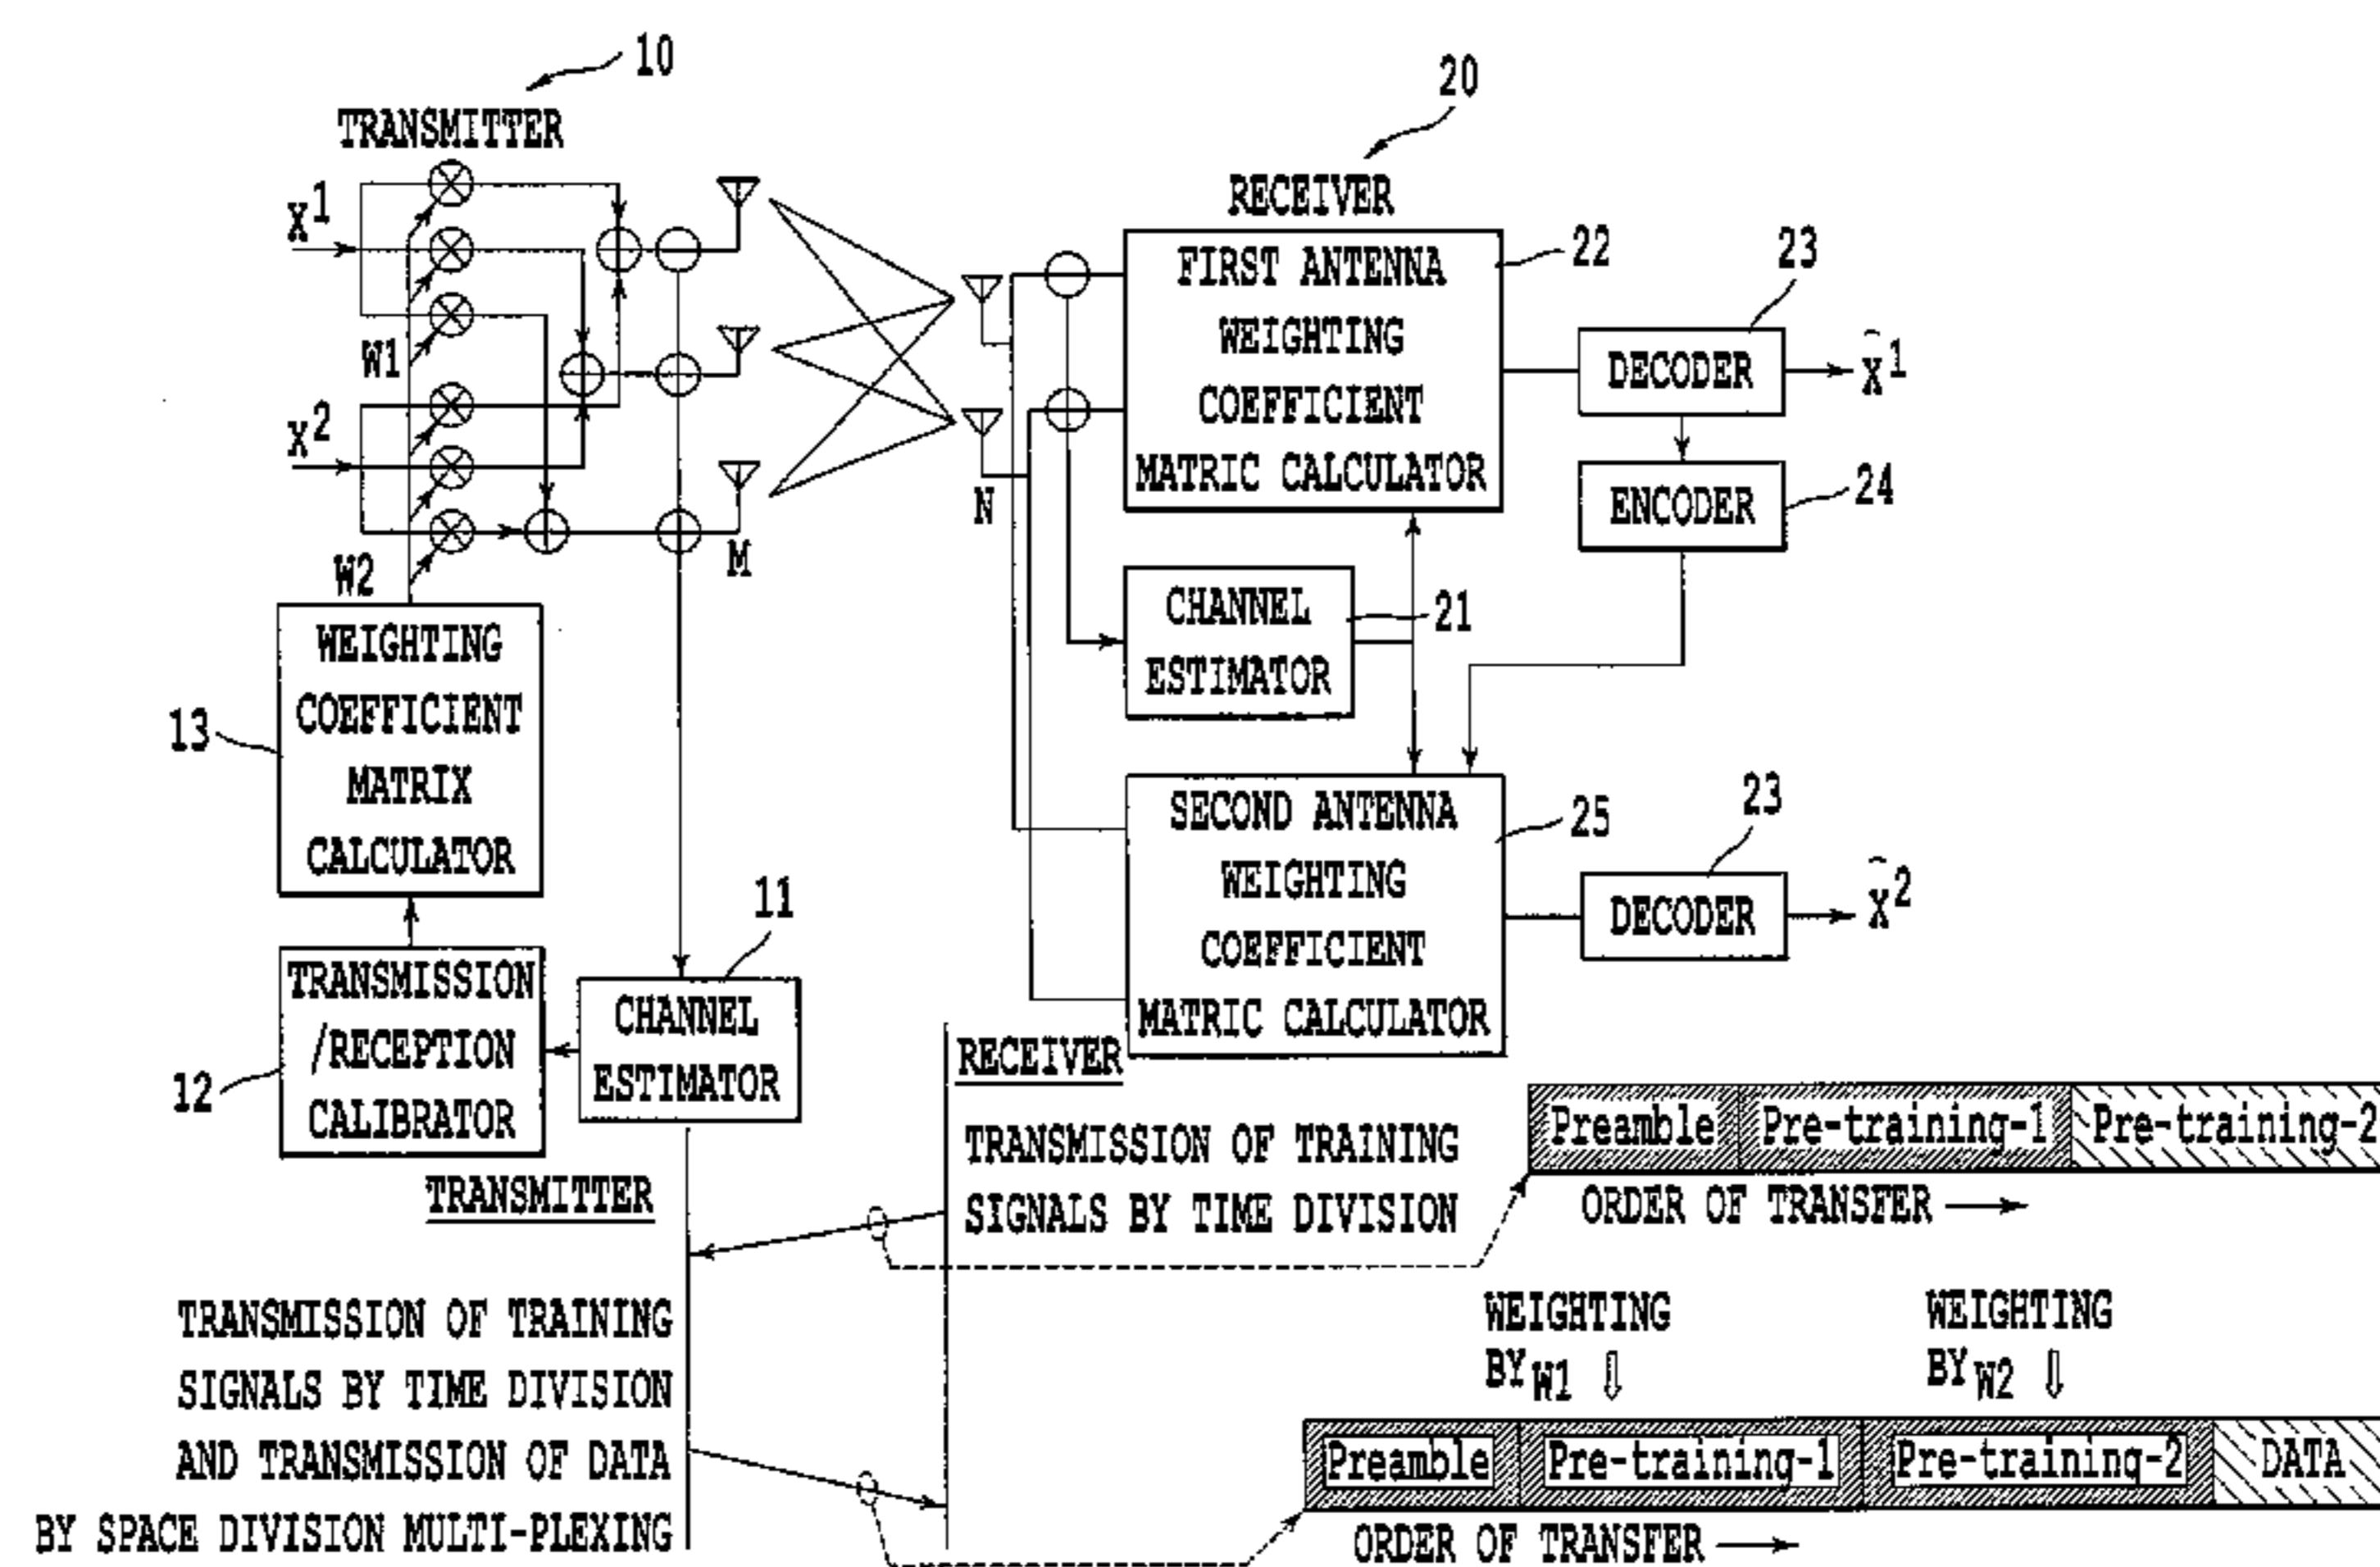 10
TRANSMITTER
X1
W1
X2
W2
M
WEIGHTING
COEFFICIENT
MATRIX
CALCULATOR
13
TRANSMISSION
/RECEPTION
CALIBRATOR
12
CHANNEL
ESTIMATOR
11
20
RECEIVER
N
FIRST ANTENNA
WEIGHTING
COEFFICIENT
MATRIC CALCULATOR
22
23
DECODER
X̂1
ENCODER
24
CHANNEL
ESTIMATOR
21
SECOND ANTENNA
WEIGHTING
COEFFICIENT
MATRIC CALCULATOR
25
23
DECODER
X̂2
TRANSMITTER
RECEIVER
TRANSMISSION OF TRAINING
SIGNALS BY TIME DIVISION
Preamble Pre-training-1 Pre-training-2
ORDER OF TRANSFER
TRANSMISSION OF TRAINING
SIGNALS BY TIME DIVISION
AND TRANSMISSION OF DATA
BY SPACE DIVISION MULTI-PLEXING
WEIGHTING
BY W1
WEIGHTING
BY W2
Preamble Pre-training-1 Pre-training-2 DATA
ORDER OF TRANSFER